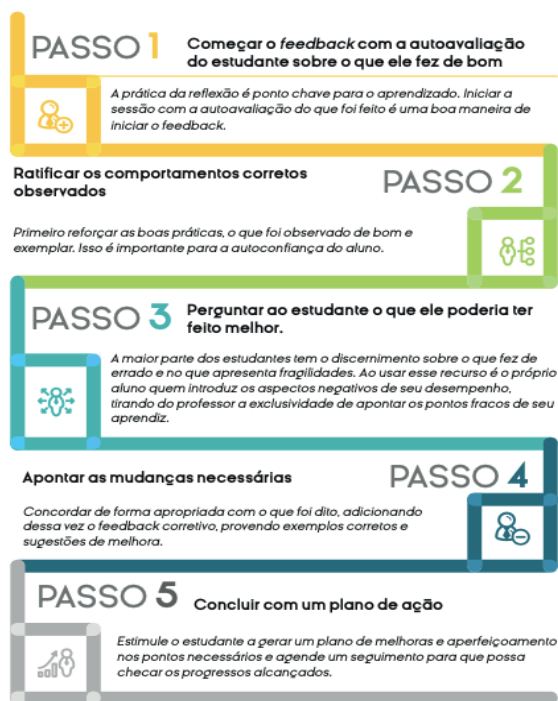 PASSO 1
Começar o feedback com a autoavaliação
do estudante sobre o que ele fez de bom
A prática da reflexão é ponto chave para o aprendizado. Iniciar a
sessão com a autoavaliação do que foi feito é uma boa maneira de
iniciar o feedback.
Ratificar os comportamentos corretos
observados
PASSO 2
Primeiro reforçar as boas práticas, o que foi observado de bom e
exemplar. Isso é importante para a autoconfiança do aluno.
PASSO 3
Perguntar ao estudante o que ele poderia ter
feito melhor.
A maior parte dos estudantes tem o discernimento sobre o que fez de
errado e no que apresenta fragilidades. Ao usar esse recurso é o próprio
aluno quem introduz os aspectos negativos de seu desempenho,
tirando do professor a exclusividade de apontar os pontos fracos de seu
aprendiz.
Apontar as mudanças necessárias
PASSO 4
Concordar de forma apropriada com o que foi dito, adicionando
dessa vez o feedback corretivo, provendo exemplos corretos e
sugestões de melhora.
PASSO 5
Concluir com um plano de ação
Estimule o estudante a gerar um plano de melhoras e aperfeiçoamento
nos pontos necessários e agende um seguimento para que possa
checar os progressos alcançados.